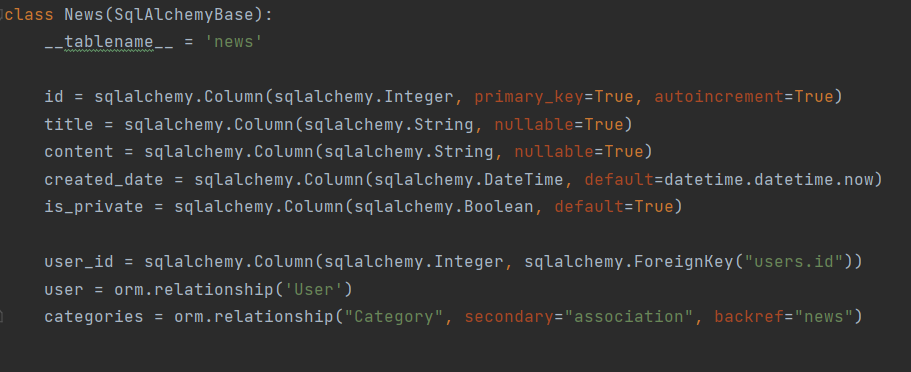 class News(SqlAlchemyBase):
    __tablename__ = 'news'
    id = sqlalchemy.Column(sqlalchemy.Integer, primary_key=True, autoincrement=True)
    title = sqlalchemy.Column(sqlalchemy.String, nullable=True)
    content = sqlalchemy.Column(sqlalchemy.String, nullable=True)
    created_date = sqlalchemy.Column(sqlalchemy.DateTime, default=datetime.datetime.now)
    is_private = sqlalchemy.Column(sqlalchemy.Boolean, default=True)
    user_id = sqlalchemy.Column(sqlalchemy.Integer, sqlalchemy.ForeignKey("users.id"))
    user = orm.relationship('User')
    categories = orm.relationship("Category", secondary="association", backref="news")